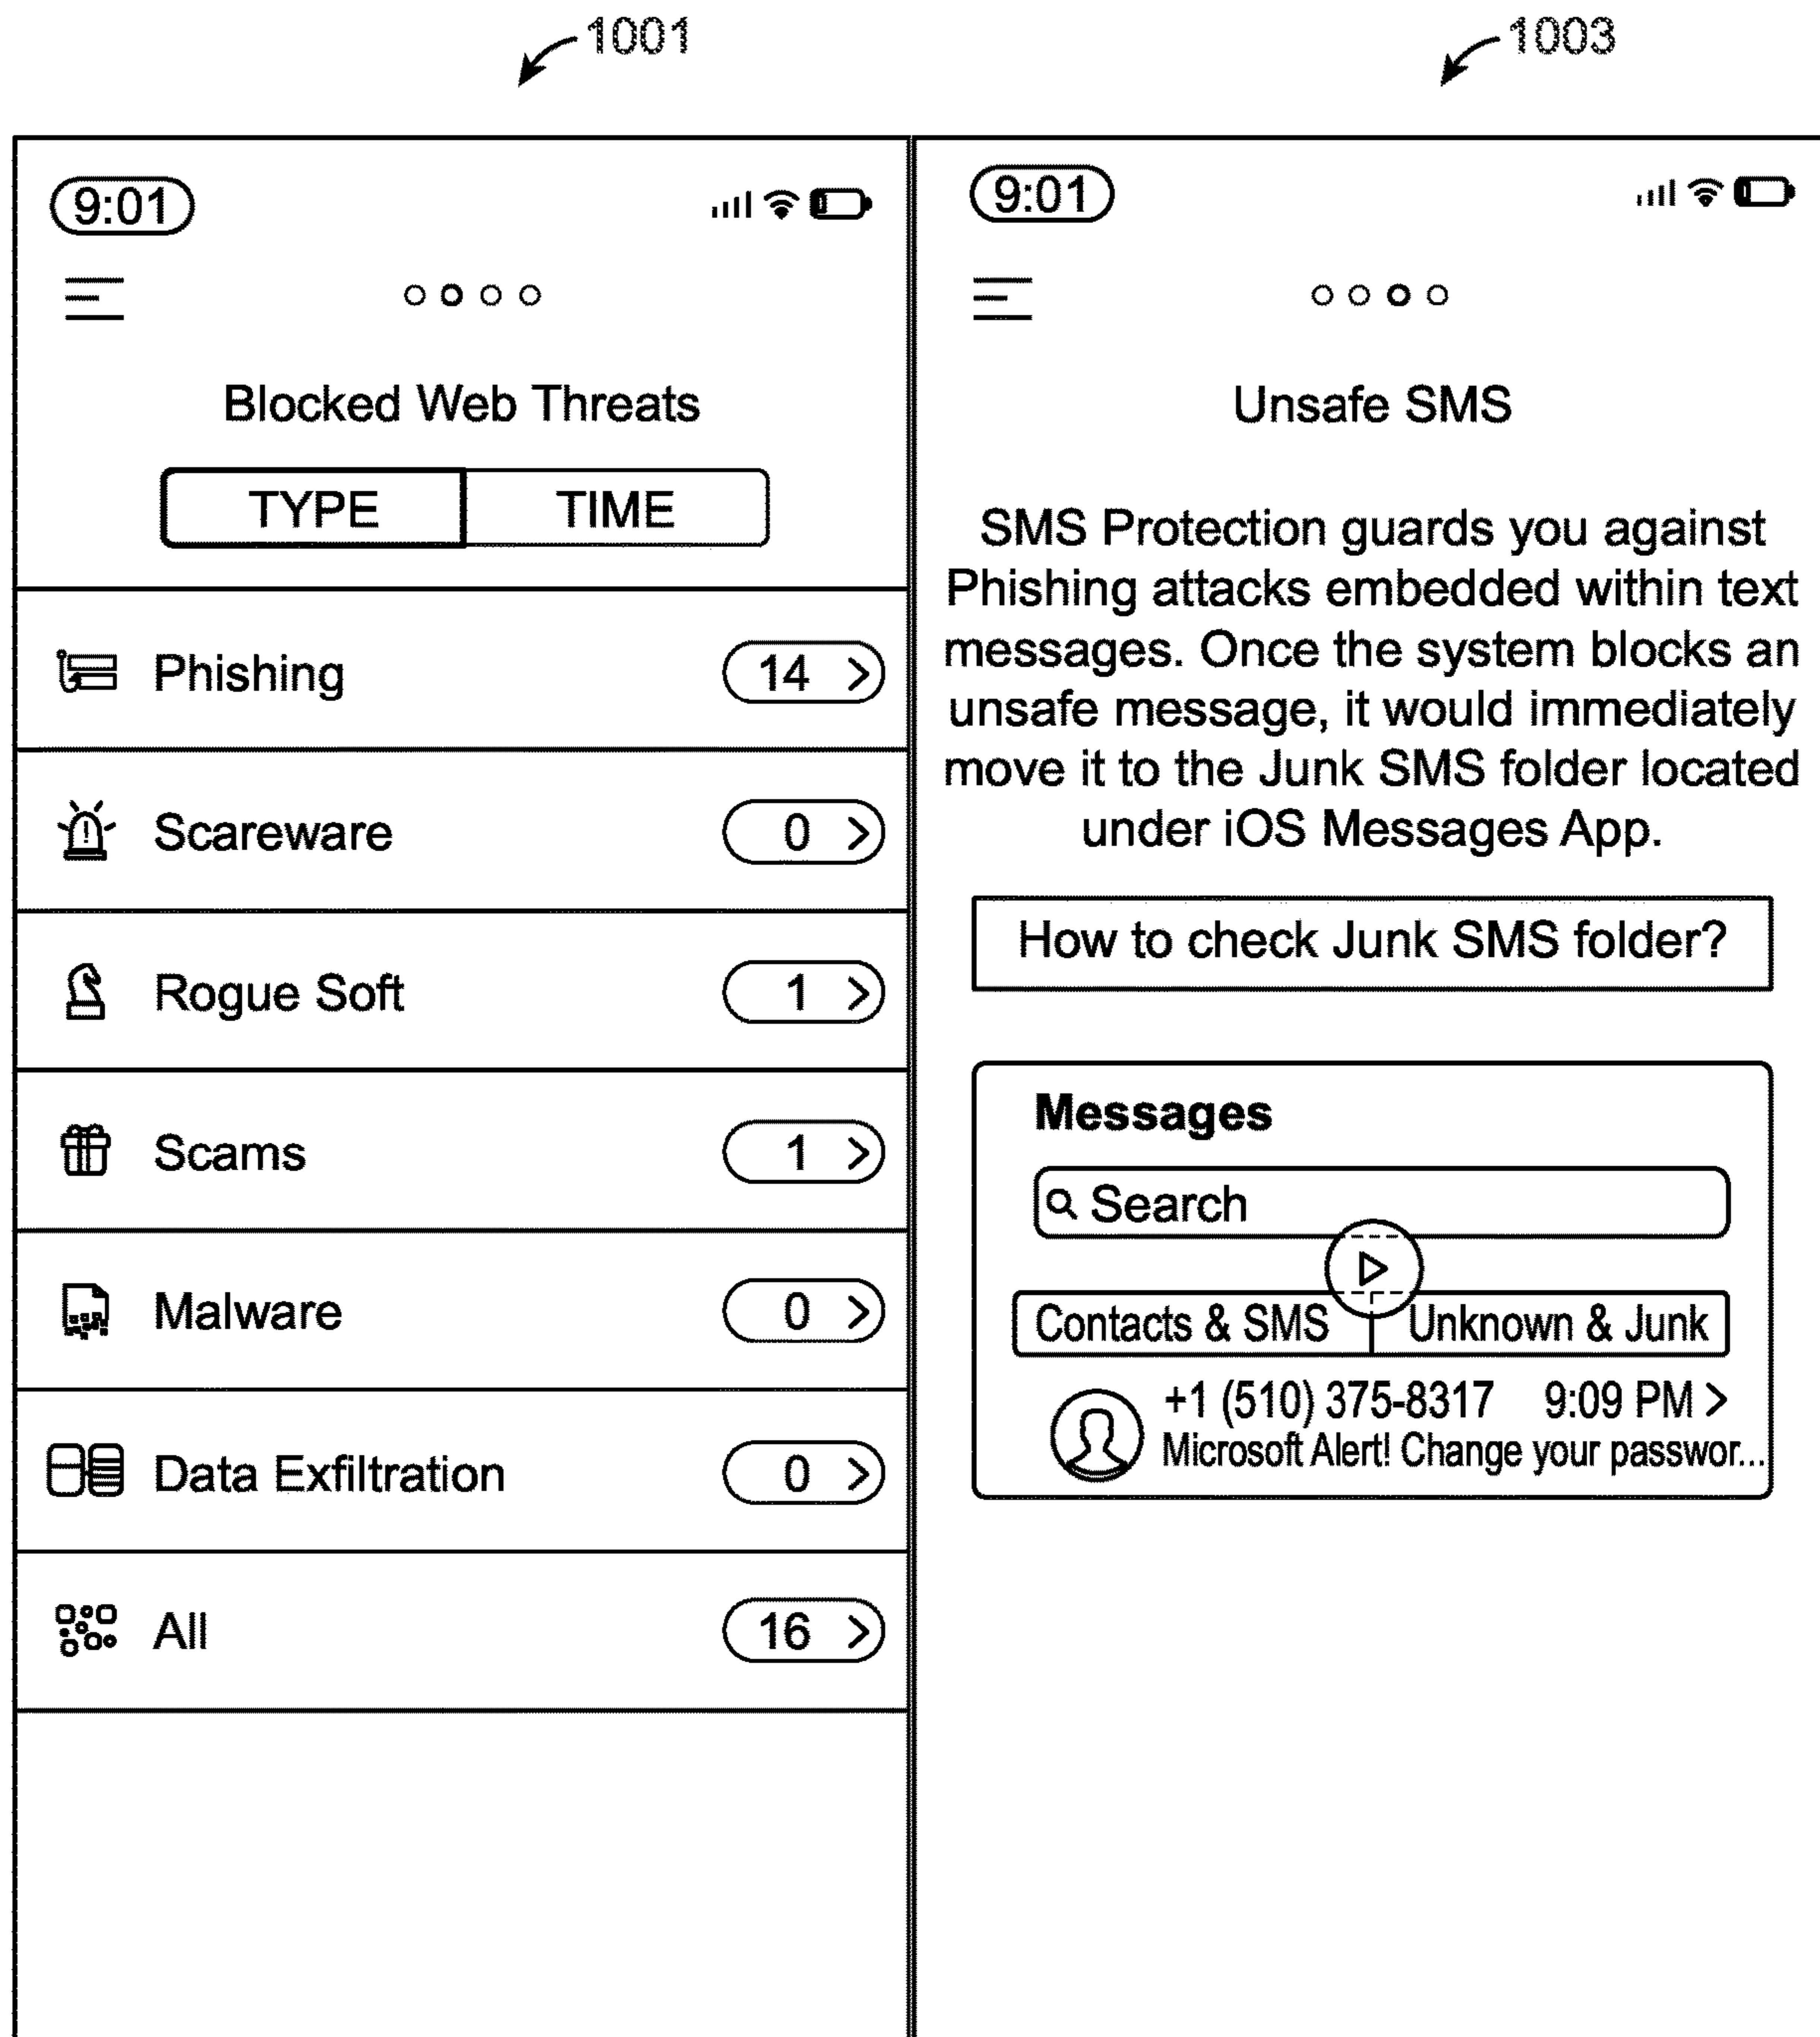 1001
1003
9:01
Blocked Web Threats
TYPE TIME
Phishing 14 >
Scareware 0 >
Rogue Soft 1 >
Scams 1 >
Malware 0 >
Data Exfiltration 0 >
All 16 >
9:01
Unsafe SMS
SMS Protection guards you against
Phishing attacks embedded within text
messages. Once the system blocks an
unsafe message, it would immediately
move it to the Junk SMS folder located
under iOS Messages App.
How to check Junk SMS folder?
Messages
Search
Contacts & SMS Unknown & Junk
+1 (510) 375-8317 9:09 PM >
Microsoft Alert! Change your passwor...